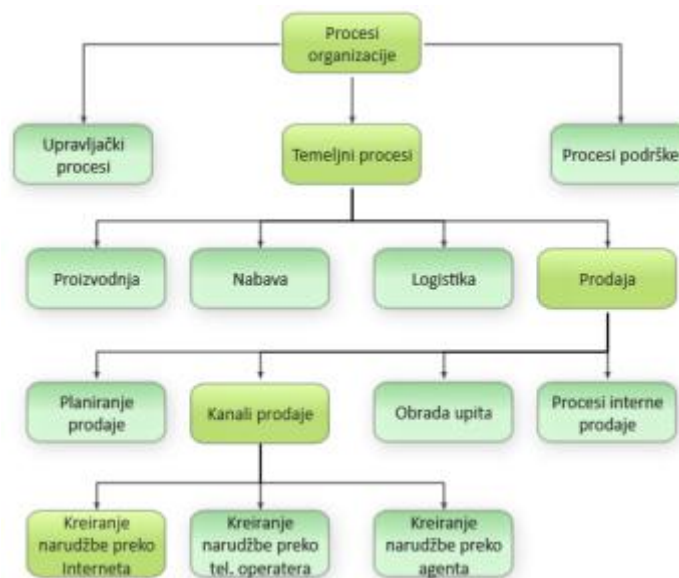 Procesi
organizacije
Upravljački
procesi
Temeljni procesi
Procesi podrške
Proizvodnja
Nabava
Logistika
Prodaja
Planiranje
prodaje
Kanali prodaje
Obrada upita
Procesi interne
prodaje
Kreiranje
narudžbe preko
Interneta
Kreiranje
narudžbe preko
tel. operatera
Kreiranje
narudžbe preko
agenta